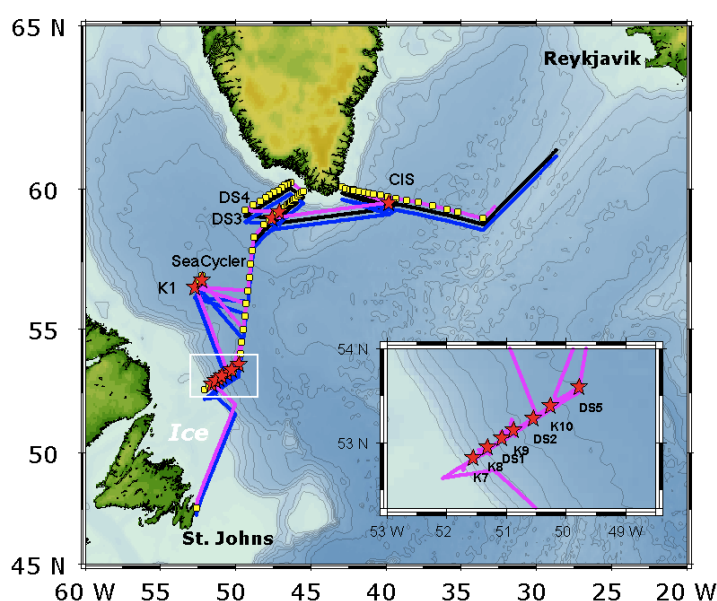 65 N
Reykjavik
CIS
60
DS4
DS3
SeaCycler
K1
55
54 N
DS5
K10
DS2
K9
DS1
K8
K7
53 N
Ice
50
53 W
52
51
50
49 W
St. Johns
45 N
60 W
55
50
45
40
35
30
25
20 W